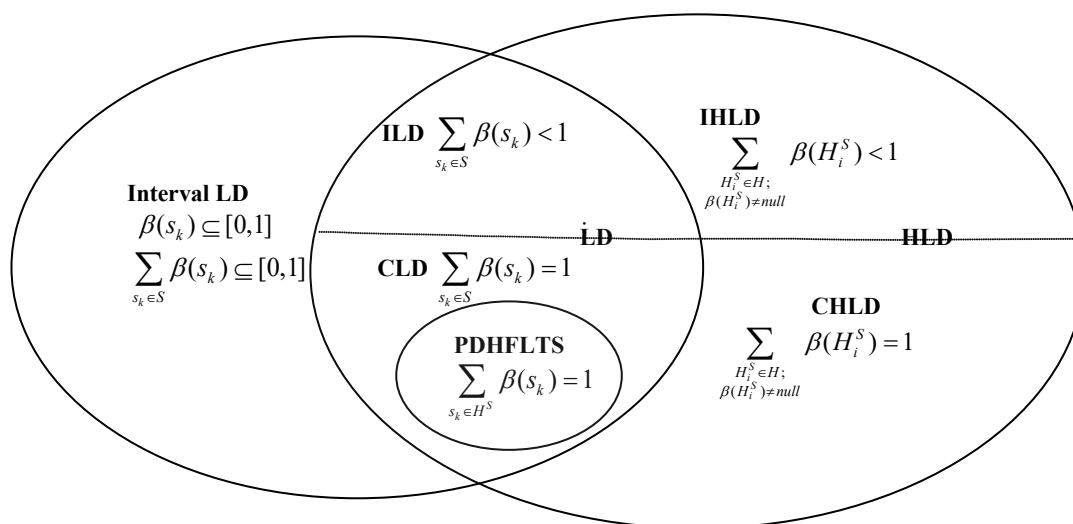 ILD ∑ β(s_k) < 1
s_k∈S
IHLD
∑ β(H_i^S) < 1
H_i^S∈H;
β(H_i^S)≠null
Interval LD
β(s_k) ⊆ [0,1]
∑ β(s_k) ⊆ [0,1]
s_k∈S
LD
HLD
CLD ∑ β(s_k) = 1
s_k∈S
CHLD
∑ β(H_i^S) = 1
H_i^S∈H;
β(H_i^S)≠null
PDHFLTS
∑ β(s_k) = 1
s_k∈H^S